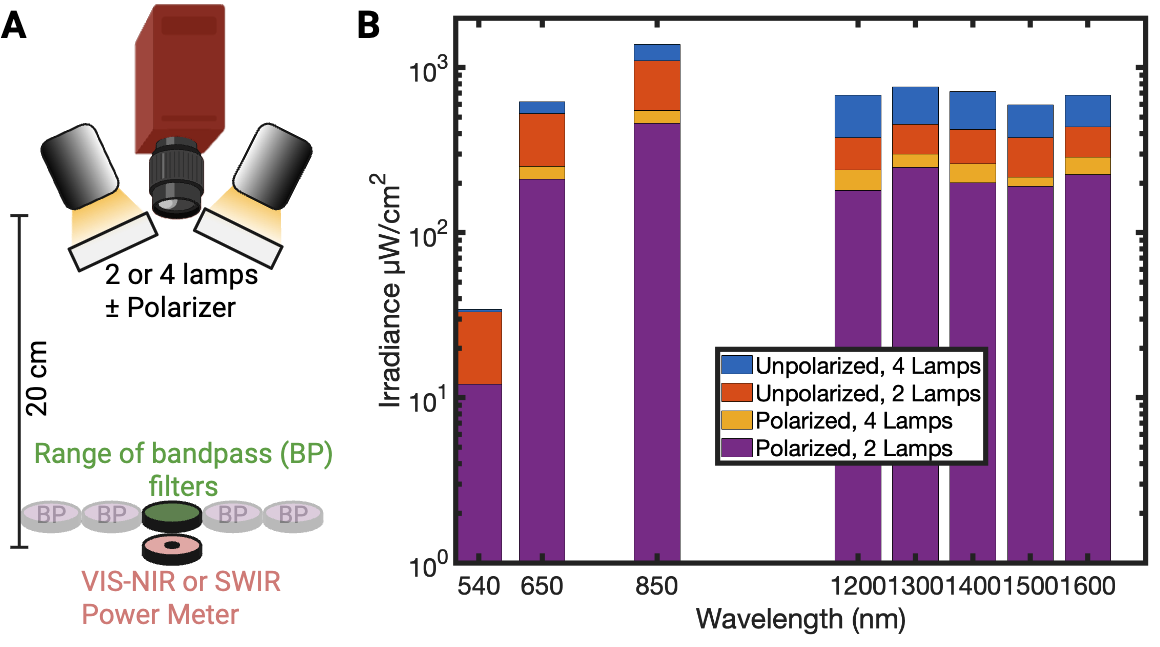 A
2 or 4 lamps
± Polarizer
20 cm
Range of bandpass (BP)
filters
BP BP BP BP
VIS-NIR or SWIR
Power Meter
B
Irradiance μW/cm²
10³
10²
10¹
10⁰
Unpolarized, 4 Lamps
Unpolarized, 2 Lamps
Polarized, 4 Lamps
Polarized, 2 Lamps
540 650 850 1200 1300 1400 1500 1600
Wavelength (nm)